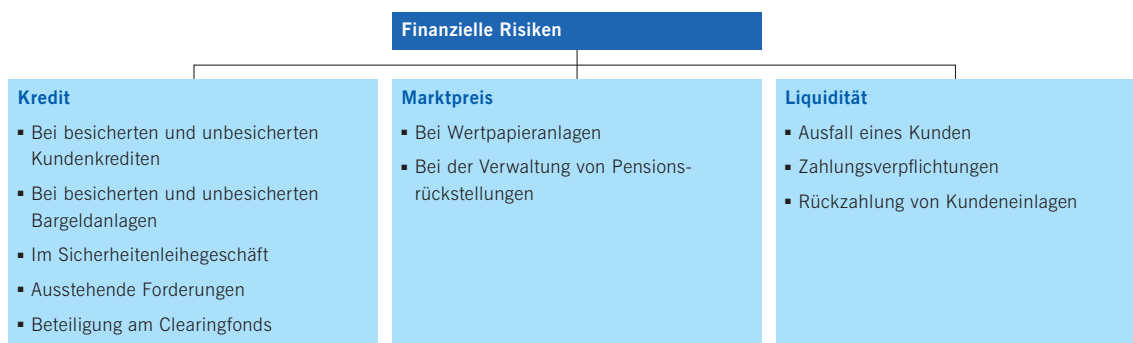 Finanzielle Risiken
Kredit
▪ Bei besicherten und unbesicherten
Kundenkrediten
▪ Bei besicherten und unbesicherten
Bargeldanlagen
▪ Im Sicherheitenleihegeschäft
▪ Ausstehende Forderungen
▪ Beteiligung am Clearingfonds
Marktpreis
▪ Bei Wertpapieranlagen
▪ Bei der Verwaltung von Pensions-
rückstellungen
Liquidität
▪ Ausfall eines Kunden
▪ Zahlungsverpflichtungen
▪ Rückzahlung von Kundeneinlagen